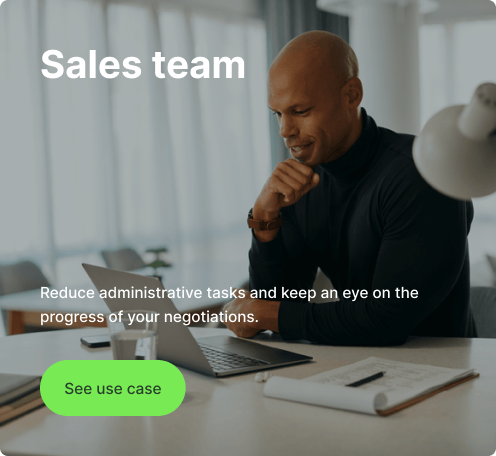 Sales team
Reduce administrative tasks and keep an eye on the
progress of your negotiations.
See use case